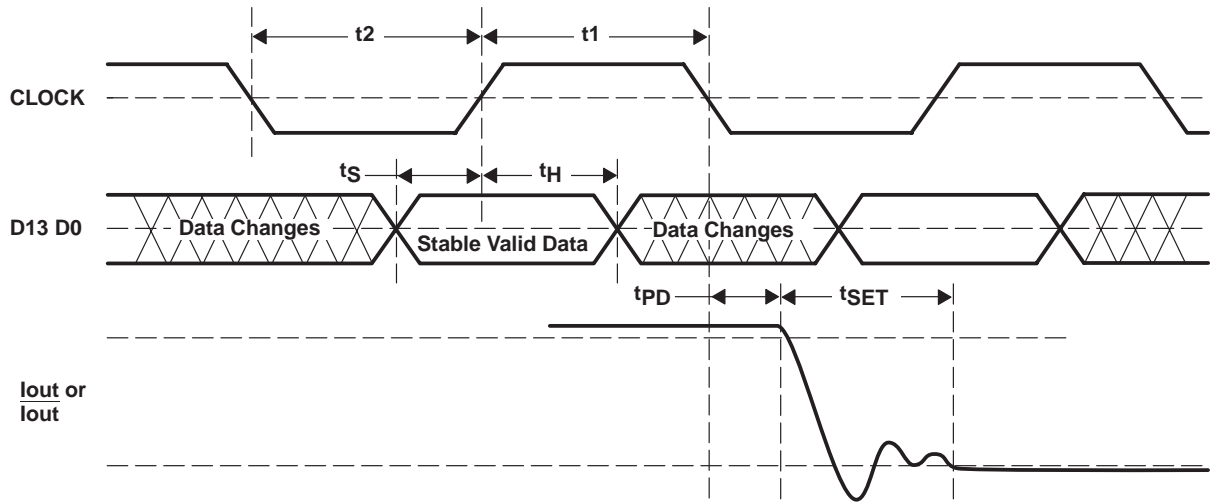 t2
t1
CLOCK
tS
tH
D13 D0
Data Changes
Stable Valid Data
Data Changes
tPD
tSET
Iout or
Iout